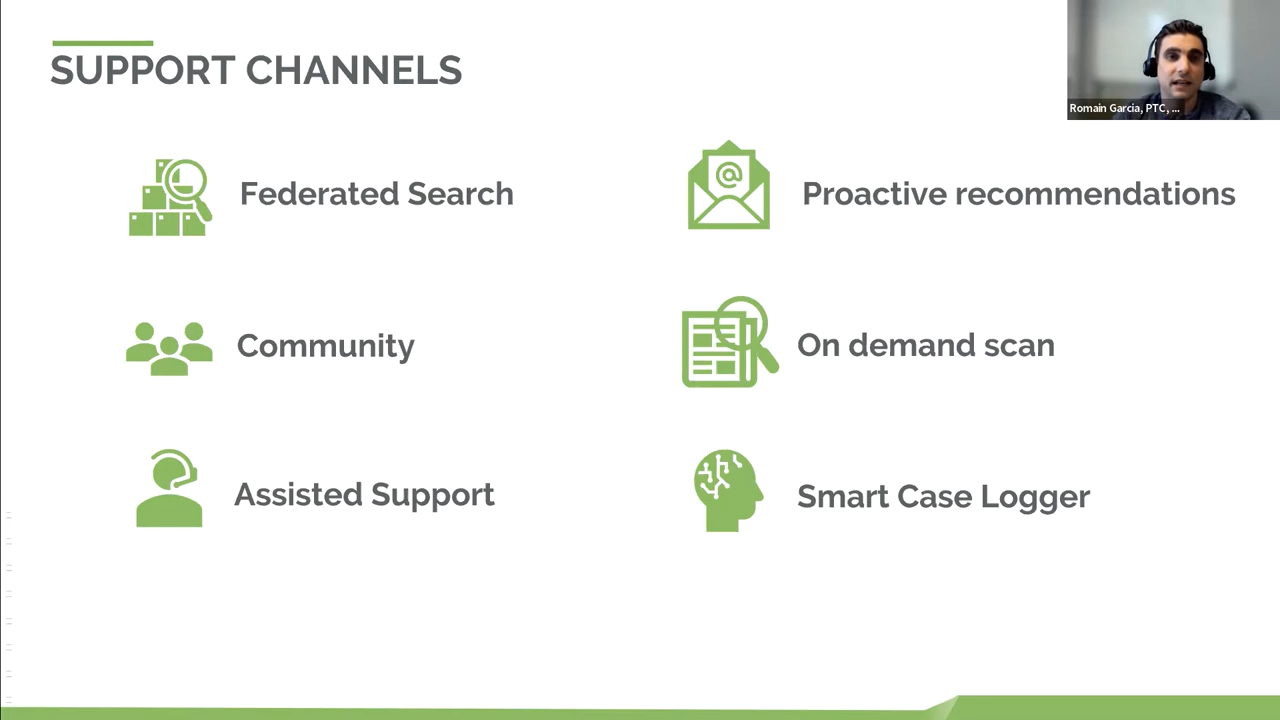 SUPPORT CHANNELS
Romain Garcia, PTC, ...
Federated Search
Proactive recommendations
Community
On demand scan
Assisted Support
Smart Case Logger